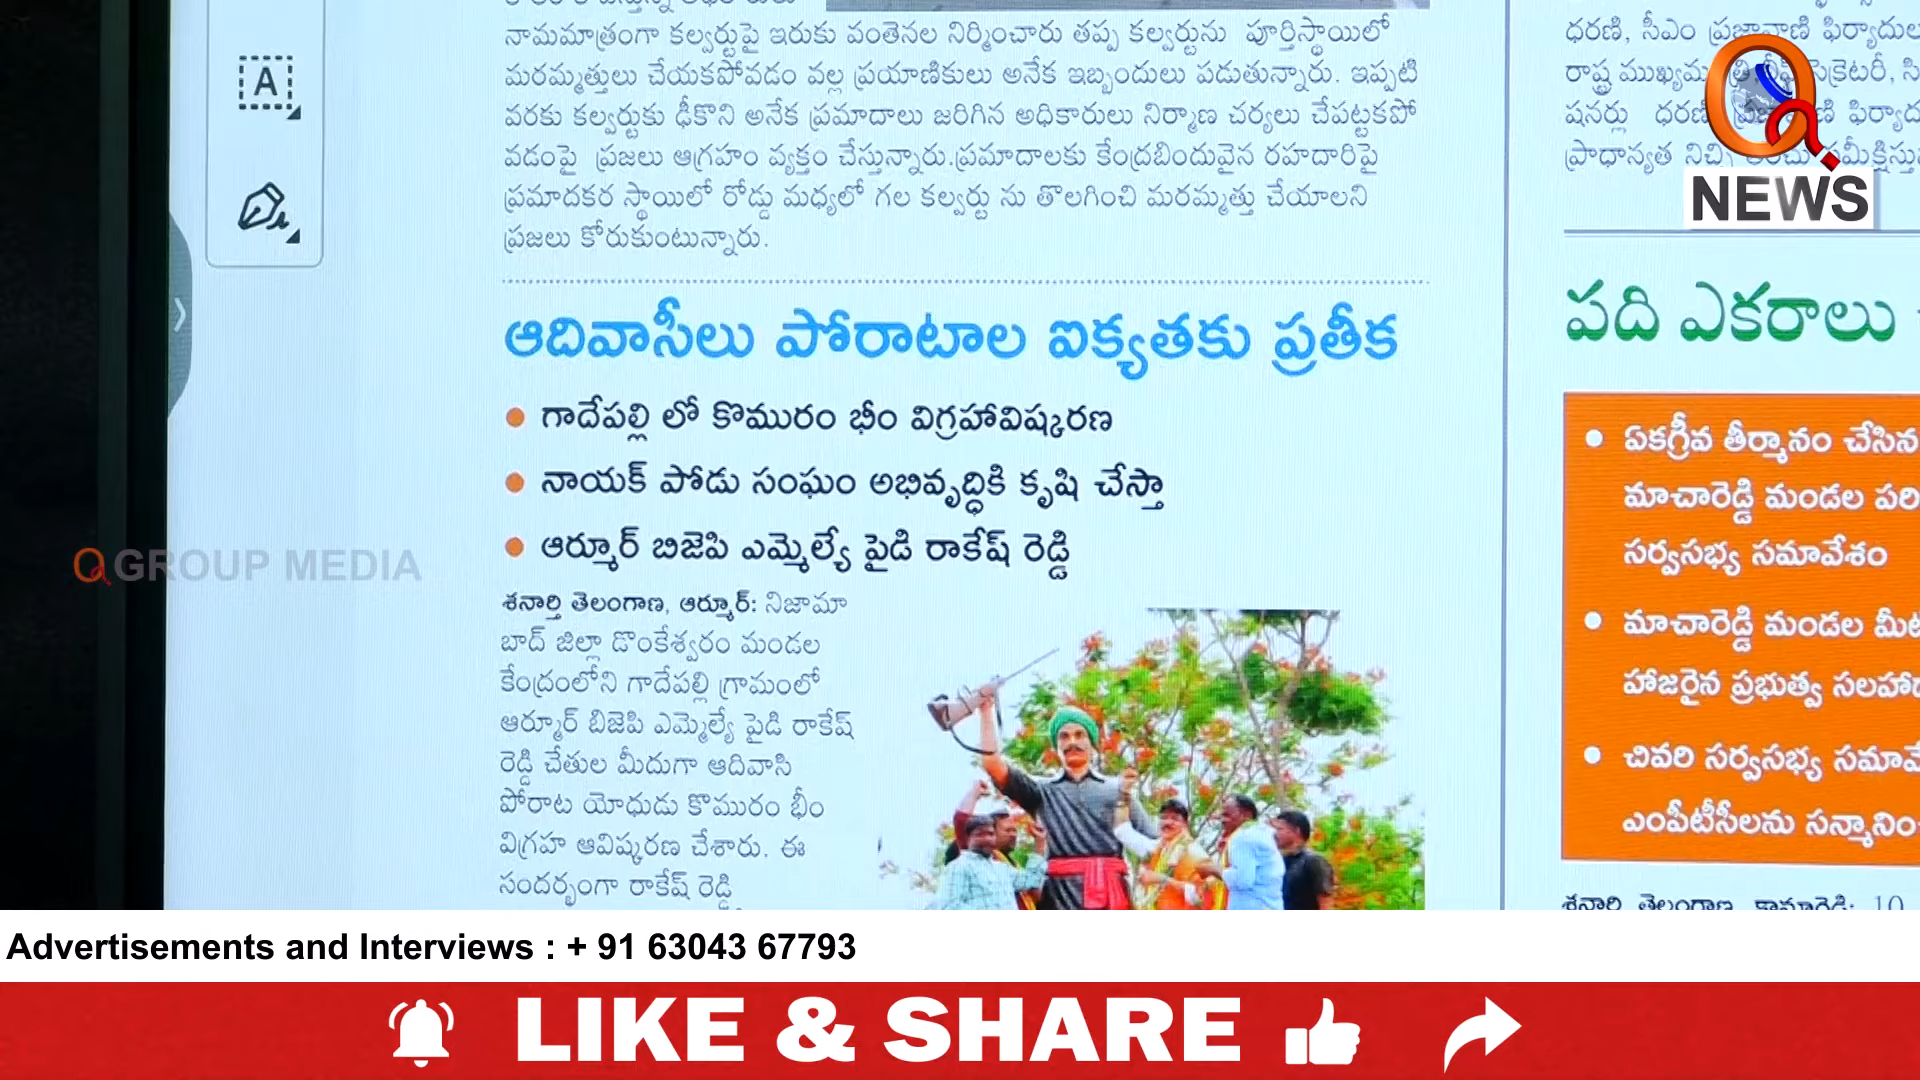 నామమాత్రంగా కల్వర్టుపై ఇరుకు వంతెనల నిర్మించారు తప్ప కల్వర్టును పూర్తిస్థాయిలో
మరమ్మత్తులు చేయకపోవడం వల్ల ప్రయాణికులు అనేక ఇబ్బందులు పడుతున్నారు. ఇప్పటి
వరకు కల్వర్టుకు ఢీకొని అనేక ప్రమాదాలు జరిగిన అధికారులు నిర్మాణ చర్యలు చేపట్టకపో
వడంపై ప్రజలు ఆగ్రహం వ్యక్తం చేస్తున్నారు.ప్రమాదాలకు కేంద్రబిందువైన రహదారిపై
ప్రమాదకర స్థాయిలో రోడ్డు మధ్యలో గల కల్వర్టు ను తొలగించి మరమ్మత్తు చేయాలని
ప్రజలు కోరుకుంటున్నారు.
ఆదివాసీలు పోరాటాల ఐక్యతకు ప్రతీక
గాదేపల్లి లో కొమురం భీం విగ్రహావిష్కరణ
నాయక్ పోడు సంఘం అభివృద్ధికి కృషి చేస్తా
ఆర్మూర్ బిజెపి ఎమ్మెల్యే పైడి రాకేష్ రెడ్డి
శనార్తి తెలంగాణ, ఆర్మూర్: నిజామా
బాద్ జిల్లా డొంకేశ్వరం మండల
కేంద్రంలోని గాదేపల్లి గ్రామంలో
ఆర్మూర్ బిజెపి ఎమ్మెల్యే పైడి రాకేష్
రెడ్డి చేతుల మీదుగా ఆదివాసి
పోరాట యోధుడు కొమురం భీం
విగ్రహ ఆవిష్కరణ చేశారు. ఈ
సందర్భంగా రాకేష్ రెడ్డి
ధరణి, సీఎం ప్రజావాణి
రాష్ట్ర
షనర్లు
ప్రాధాన్యత
పది ఎకరాలు
ఏకగ్రీవ తీర్మానం చేసిన
మాచారెడ్డి మండల
సర్వసభ్య సమావేశం
మాచారెడ్డి మండల
హాజరైన ప్రభుత్వ
చివరి సర్వసభ్య
ఎంపీటీసీలను
శనార్తి తెలంగాణ, కామారెడ్డి: 10
A
Q
NEWS
Q GROUP MEDIA
Advertisements and Interviews : + 91 63043 67793
LIKE & SHARE